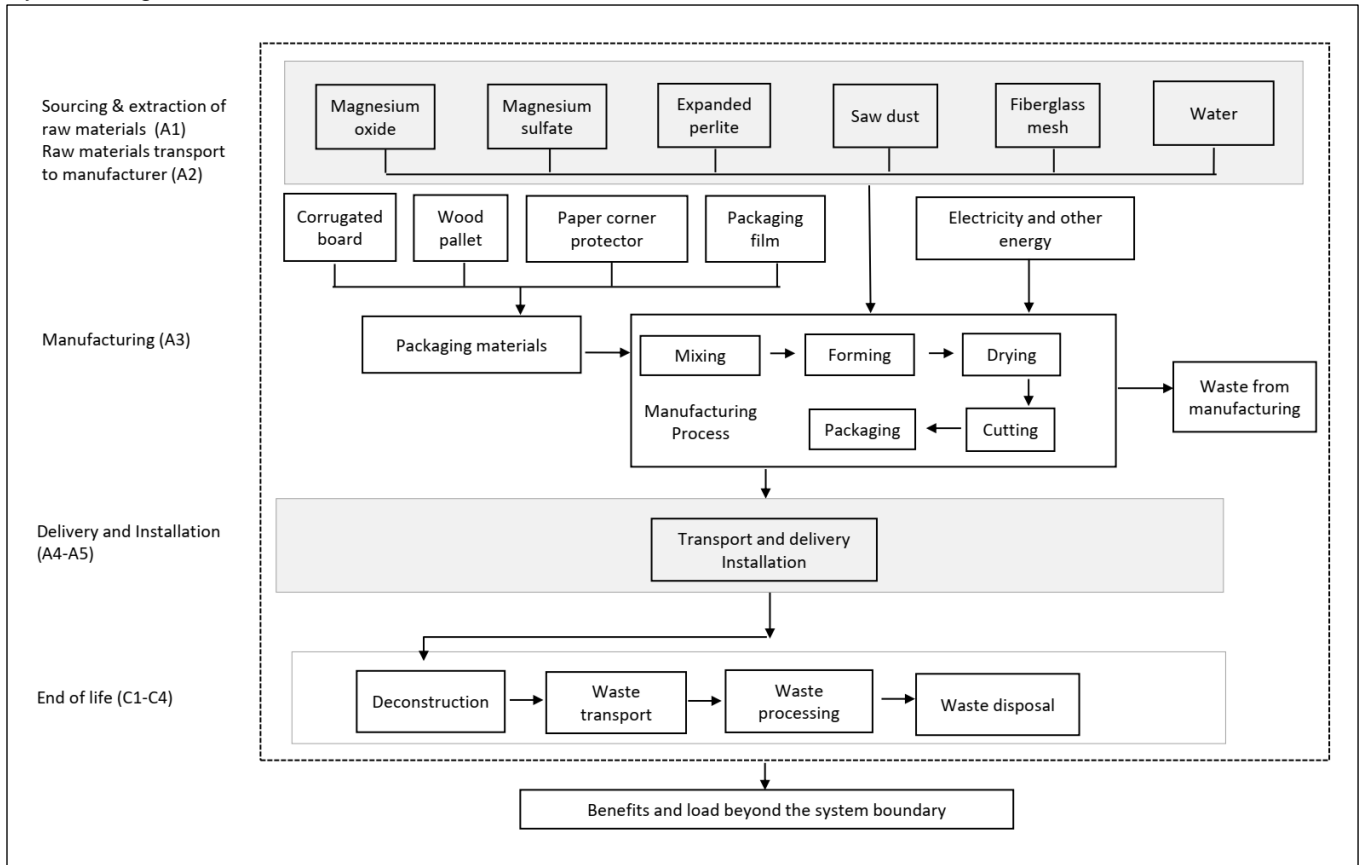 Sourcing & extraction of
raw materials (A1)
Raw materials transport
to manufacturer (A2)
Magnesium
oxide
Magnesium
sulfate
Expanded
perlite
Saw dust
Fiberglass
mesh
Water
Corrugated
board
Wood
pallet
Paper corner
protector
Packaging
film
Electricity and other
energy
Manufacturing (A3)
Packaging materials
Mixing
Forming
Drying
Manufacturing
Process
Packaging
Cutting
Waste from
manufacturing
Delivery and Installation
(A4-A5)
Transport and delivery
Installation
End of life (C1-C4)
Deconstruction
Waste
transport
Waste
processing
Waste disposal
Benefits and load beyond the system boundary